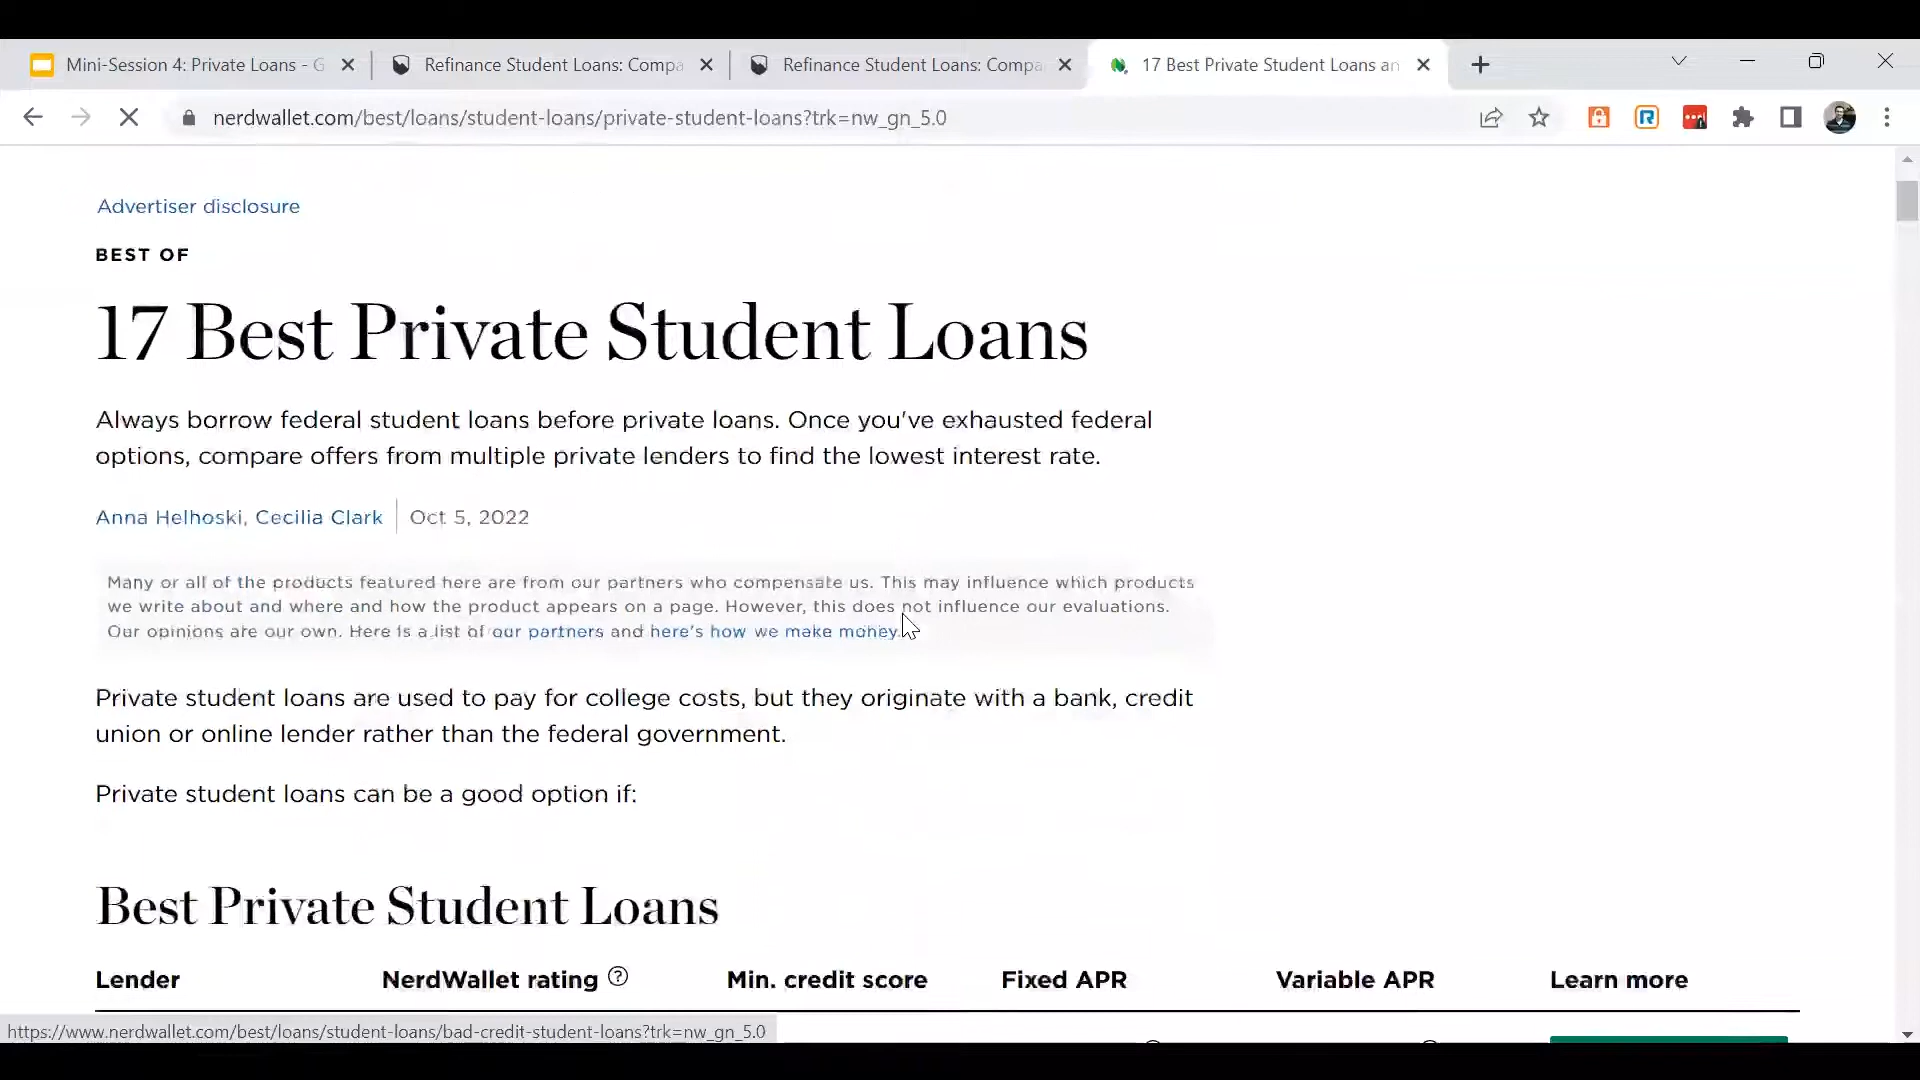 Mini-Session 4: Private Loans - G
Refinance Student Loans: Compa
Refinance Student Loans: Compa
17 Best Private Student Loans an
nerdwallet.com/best/loans/student-loans/private-student-loans?trk=nw_gn_5.0
Advertiser disclosure
BEST OF
17 Best Private Student Loans
Always borrow federal student loans before private loans. Once you've exhausted federal
options, compare offers from multiple private lenders to find the lowest interest rate.
Anna Helhoski, Cecilia Clark | Oct 5, 2022
Many or all of the products featured here are from our partners who compensate us. This may influence which products
we write about and where and how the product appears on a page. However, this does not influence our evaluations.
Our opinions are our own. Here is a list of our partners and here's how we make money.
Private student loans are used to pay for college costs, but they originate with a bank, credit
union or online lender rather than the federal government.
Private student loans can be a good option if:
Best Private Student Loans
Lender NerdWallet rating ? Min. credit score Fixed APR Variable APR Learn more
https://www.nerdwallet.com/best/loans/student-loans/bad-credit-student-loans?trk=nw_gn_5.0